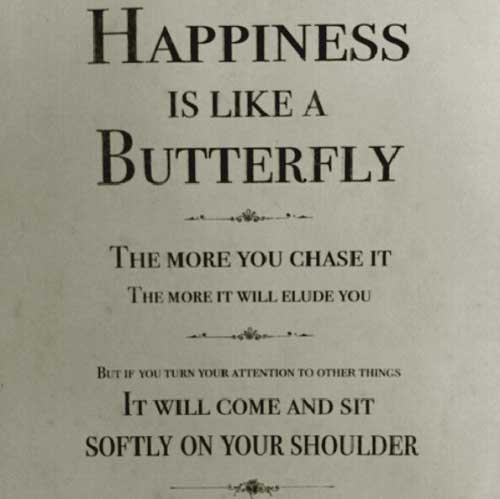 HAPPINESS
IS LIKE A
BUTTERFLY
THE MORE YOU CHASE IT
THE MORE IT WILL ELUDE YOU
BUT IF YOU TURN YOUR ATTENTION TO OTHER THINGS
IT WILL COME AND SIT
SOFTLY ON YOUR SHOULDER